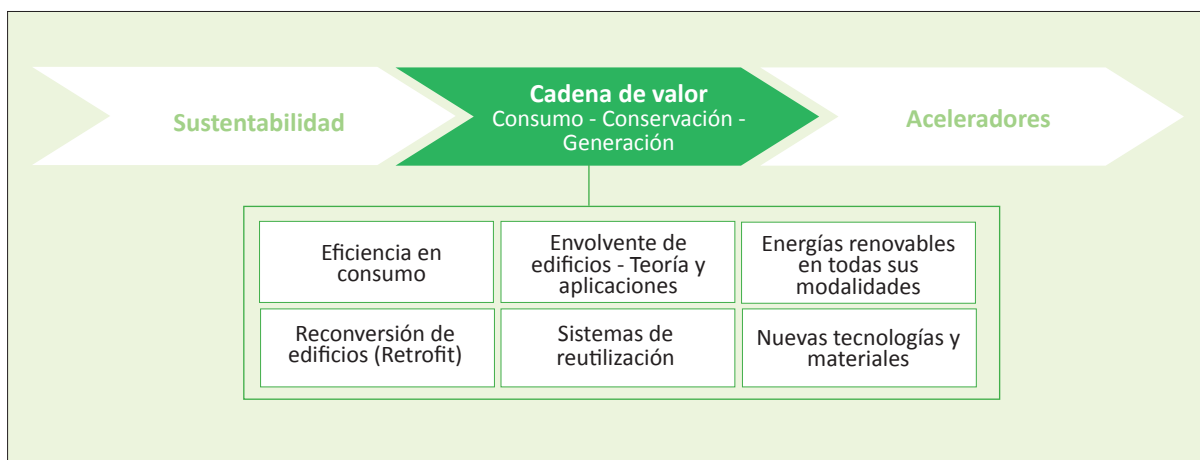 Sustentabilidad
Cadena de valor
Consumo - Conservación -
Generación
Aceleradores
Eficiencia en
consumo
Envolvente de
edificios - Teoría y
aplicaciones
Energías renovables
en todas sus
modalidades
Reconversión de
edificios (Retrofit)
Sistemas de
reutilización
Nuevas tecnologías y
materiales